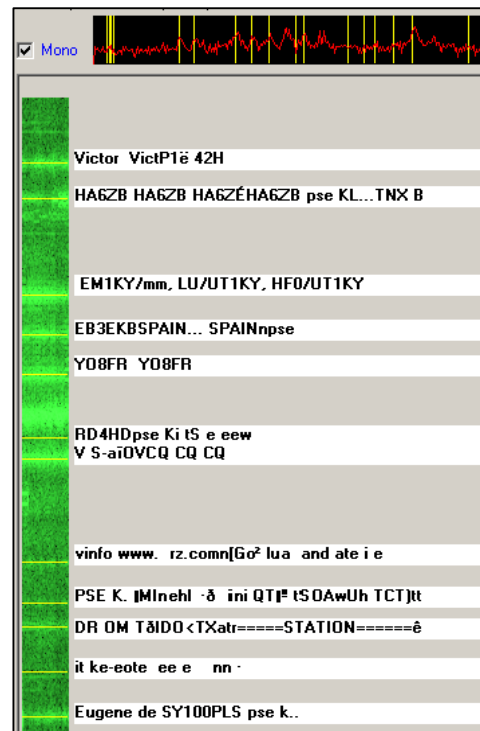 Mono
Victor VictP1ë 42H
HA6ZB HA6ZB HA6ZÉHA6ZB pse KL...TNX B
EM1KY/mm, LU/UT1KY, HF0/UT1KY
EB3EKBSPAIN... SPAINnpse
YO8FR YO8FR
RD4HDpse Ki tS e eew
V S-aïOVCQ CQ CQ
vinfo www. rz.comn[Go² lua and ate i e
PSE K. ini tSOAwUh TCT)tt
DR OM TðIDO<TXatr=====STATION======ê
it ke-eote ee e nn ·
Eugene de SY100PLS pse k..